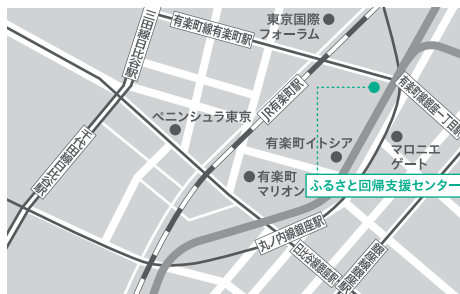 三田線日比谷駅
有楽町線有楽町駅
東京国際
フォーラム
JR有楽町駅
有楽町線銀座一丁目駅
ペニンシュラ東京
千代田線日比谷駅
有楽町イトシア
マロニエ
ゲート
有楽町
マリオン
ふるさと回帰支援センター
丸ノ内線銀座駅
日比谷線銀座駅
銀座線銀座駅